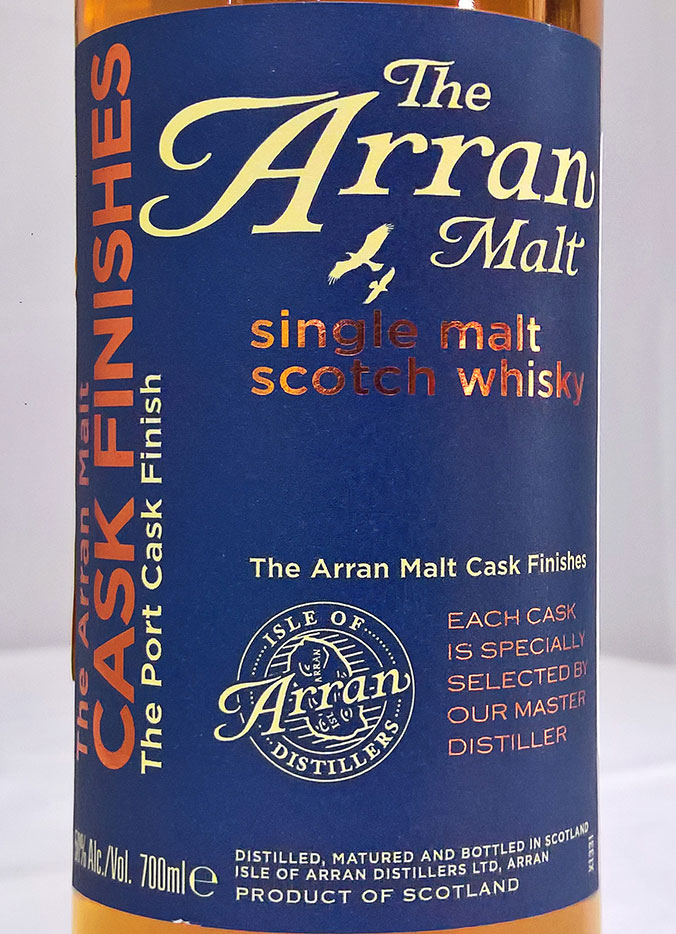 The
Arran
Malt
single malt
scotch whisky
The Arran Malt
CASK FINISHES
The Port Cask Finish
The Arran Malt Cask Finishes
ISLE OF
ARRAN
Arran
DISTILLERS
EACH CASK
IS SPECIALLY
SELECTED BY
OUR MASTER
DISTILLER
50% Alc./Vol. 700ml e
DISTILLED, MATURED AND BOTTLED IN SCOTLAND
ISLE OF ARRAN DISTILLERS LTD, ARRAN
PRODUCT OF SCOTLAND